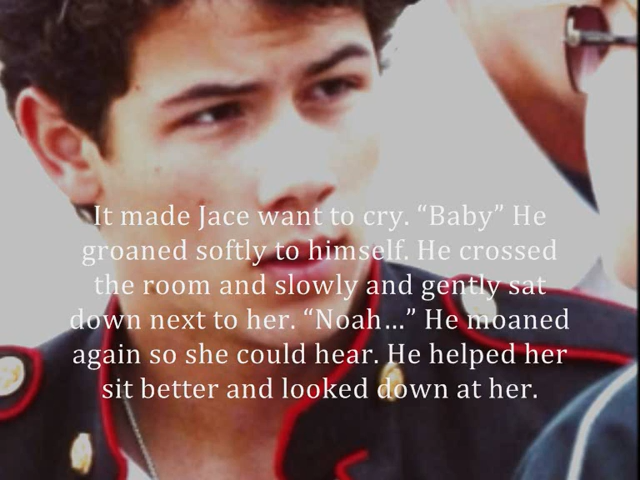 It made Jace want to cry. “Baby” He
groaned softly to himself. He crossed
the room and slowly and gently sat
down next to her. “Noah…” He moaned
again so she could hear. He helped her
sit better and looked down at her.